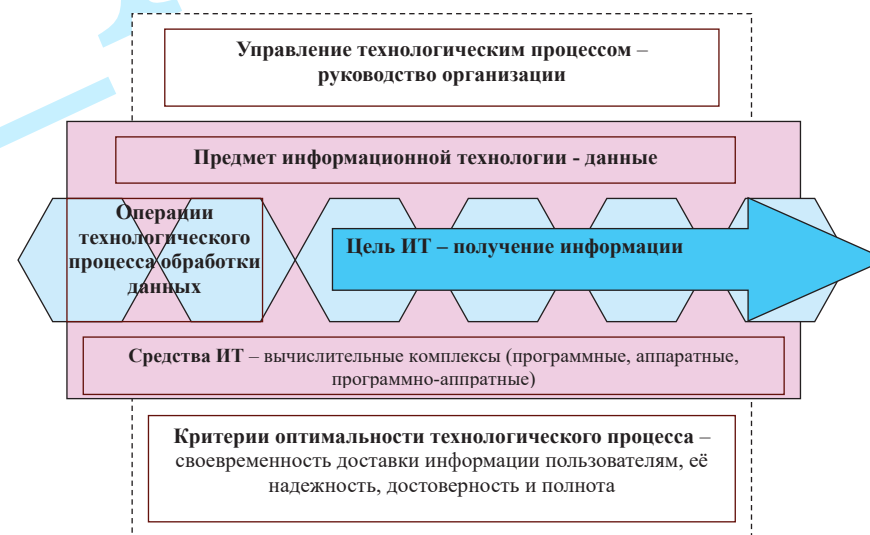 Управление технологическим процессом –
руководство организации
Предмет информационной технологии - данные
Операции
технологического
процесса обработки
данных
Цель ИТ – получение информации
Средства ИТ – вычислительные комплексы (программные, аппаратные,
программно-аппратные)
Критерии оптимальности технологического процесса –
своевременность доставки информации пользователям, её
надежность, достоверность и полнота